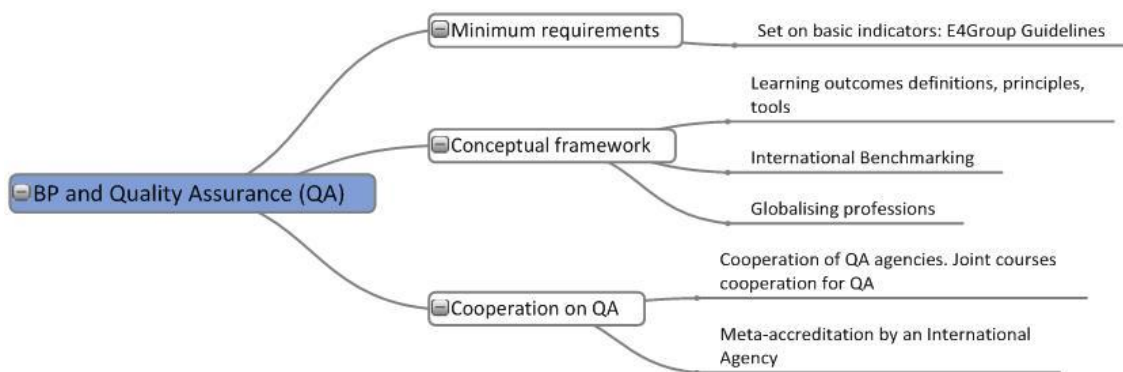 Minimum requirements
Set on basic indicators: E4Group Guidelines
Learning outcomes definitions, principles,
tools
Conceptual framework
International Benchmarking
BP and Quality Assurance (QA)
Globalising professions
Cooperation of QA agencies. Joint courses
cooperation for QA
Cooperation on QA
Meta-accreditation by an International
Agency